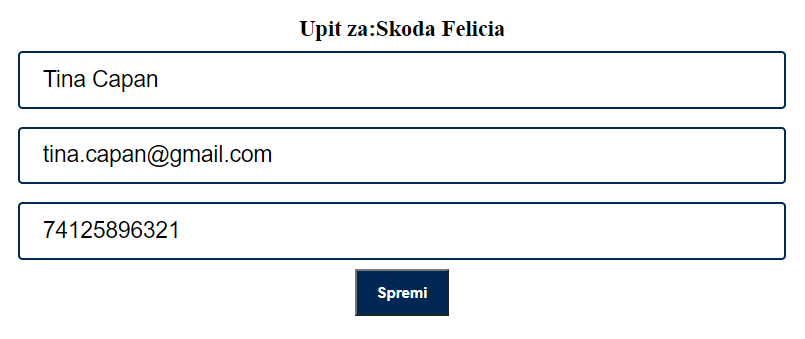 Upit za:Skoda Felicia
Tina Capan
tina.capan@gmail.com
74125896321
Spremi